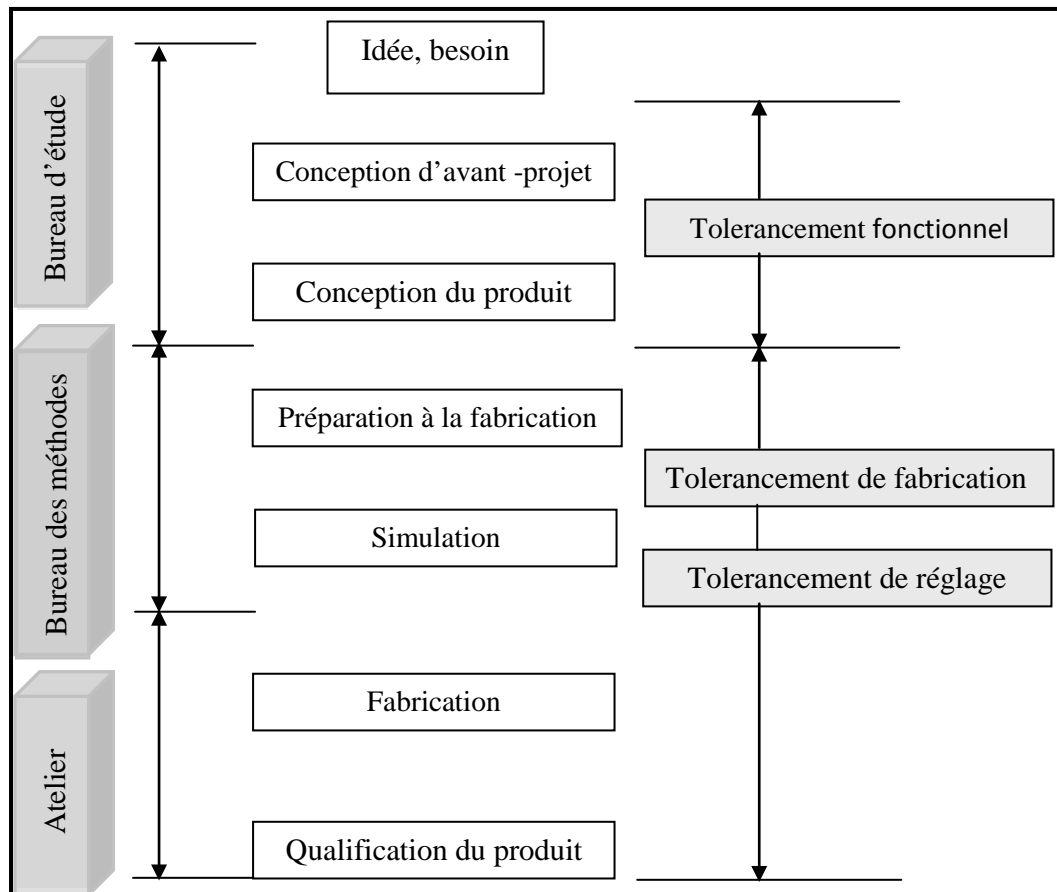 Idée, besoin
Bureau d'étude
Conception d'avant -projet
Tolerancement fonctionnel
Conception du produit
Bureau des méthodes
Préparation à la fabrication
Tolerancement de fabrication
Simulation
Tolerancement de réglage
Atelier
Fabrication
Qualification du produit